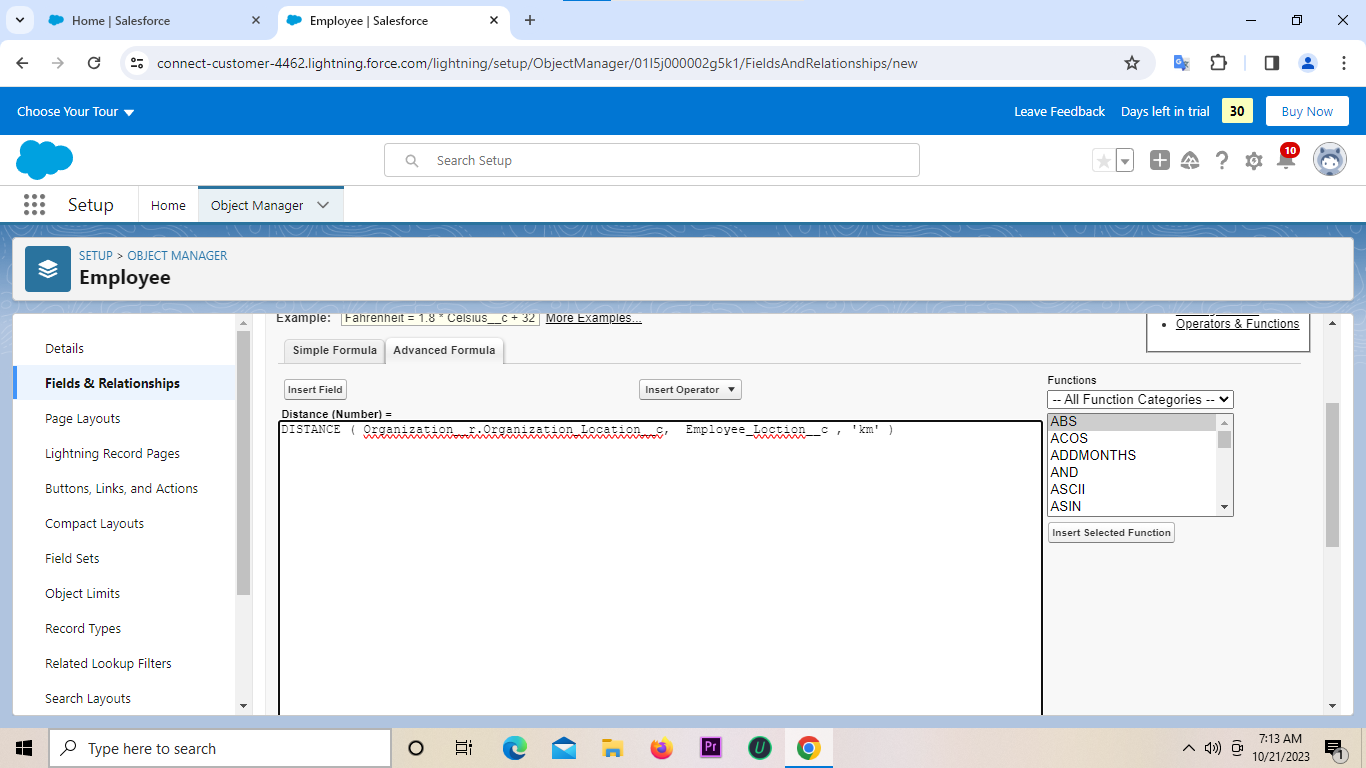 Home | Salesforce
Employee | Salesforce
connect-customer-4462.lightning.force.com/lightning/setup/ObjectManager/01I5j000002g5k1/FieldsAndRelationships/new
Choose Your Tour
Leave Feedback
Days left in trial
30
Buy Now
Search Setup
10
Setup
Home
Object Manager
SETUP > OBJECT MANAGER
Employee
Details
Fields & Relationships
Page Layouts
Lightning Record Pages
Buttons, Links, and Actions
Compact Layouts
Field Sets
Object Limits
Record Types
Related Lookup Filters
Search Layouts
Example: Fahrenheit = 1.8 * Celsius__c + 32 More Examples...
Operators & Functions
Simple Formula
Advanced Formula
Insert Field
Insert Operator
Functions
-- All Function Categories --
Distance (Number) =
DISTANCE ( Organization__r.Organization_Location__c,  Employee_Loction__c , 'km' )
ABS
ACOS
ADDMONTHS
AND
ASCII
ASIN
Insert Selected Function
Type here to search
Pr
U
7:13 AM
10/21/2023
1